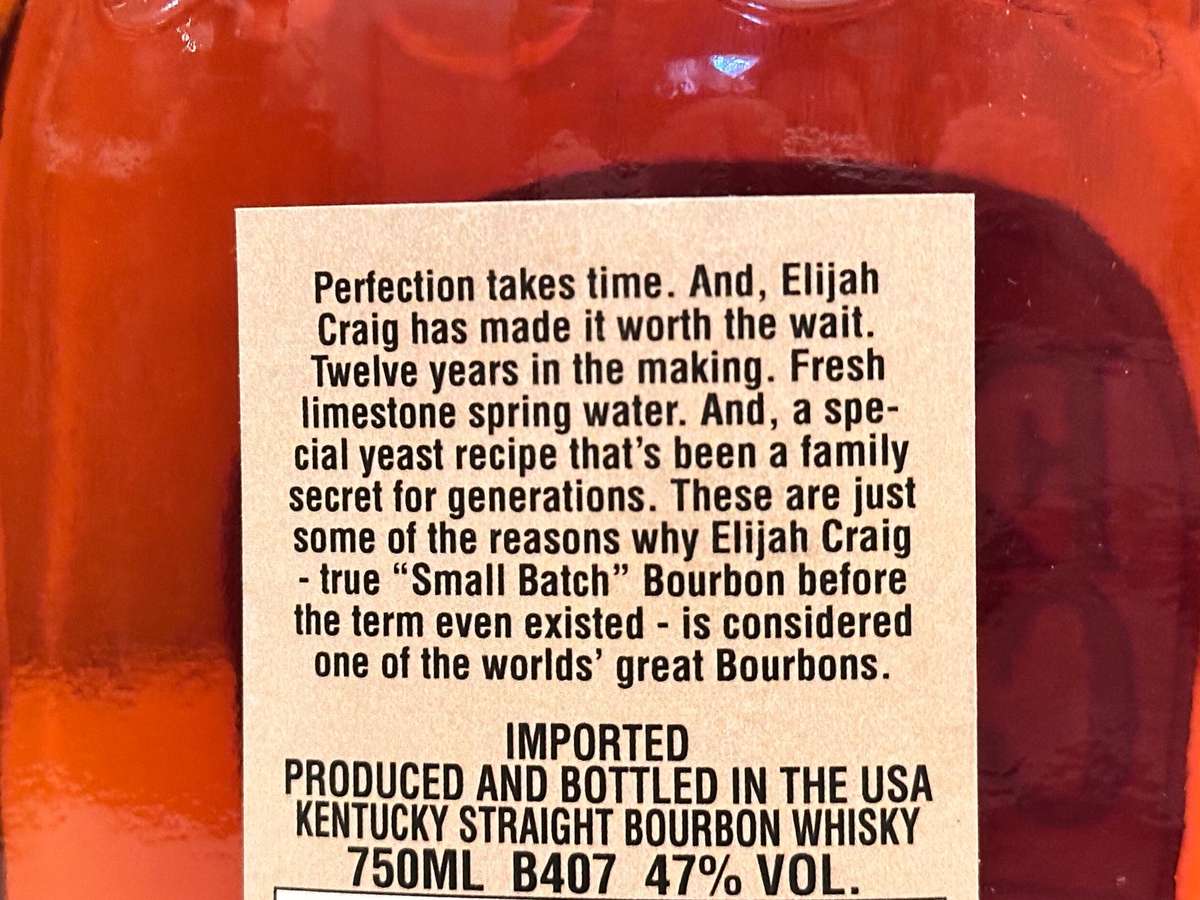 Perfection takes time. And, Elijah
Craig has made it worth the wait.
Twelve years in the making. Fresh
limestone spring water. And, a spe-
cial yeast recipe that's been a family
secret for generations. These are just
some of the reasons why Elijah Craig
- true “Small Batch” Bourbon before
the term even existed - is considered
one of the worlds’ great Bourbons.
IMPORTED
PRODUCED AND BOTTLED IN THE USA
KENTUCKY STRAIGHT BOURBON WHISKY
750ML B407 47% VOL.